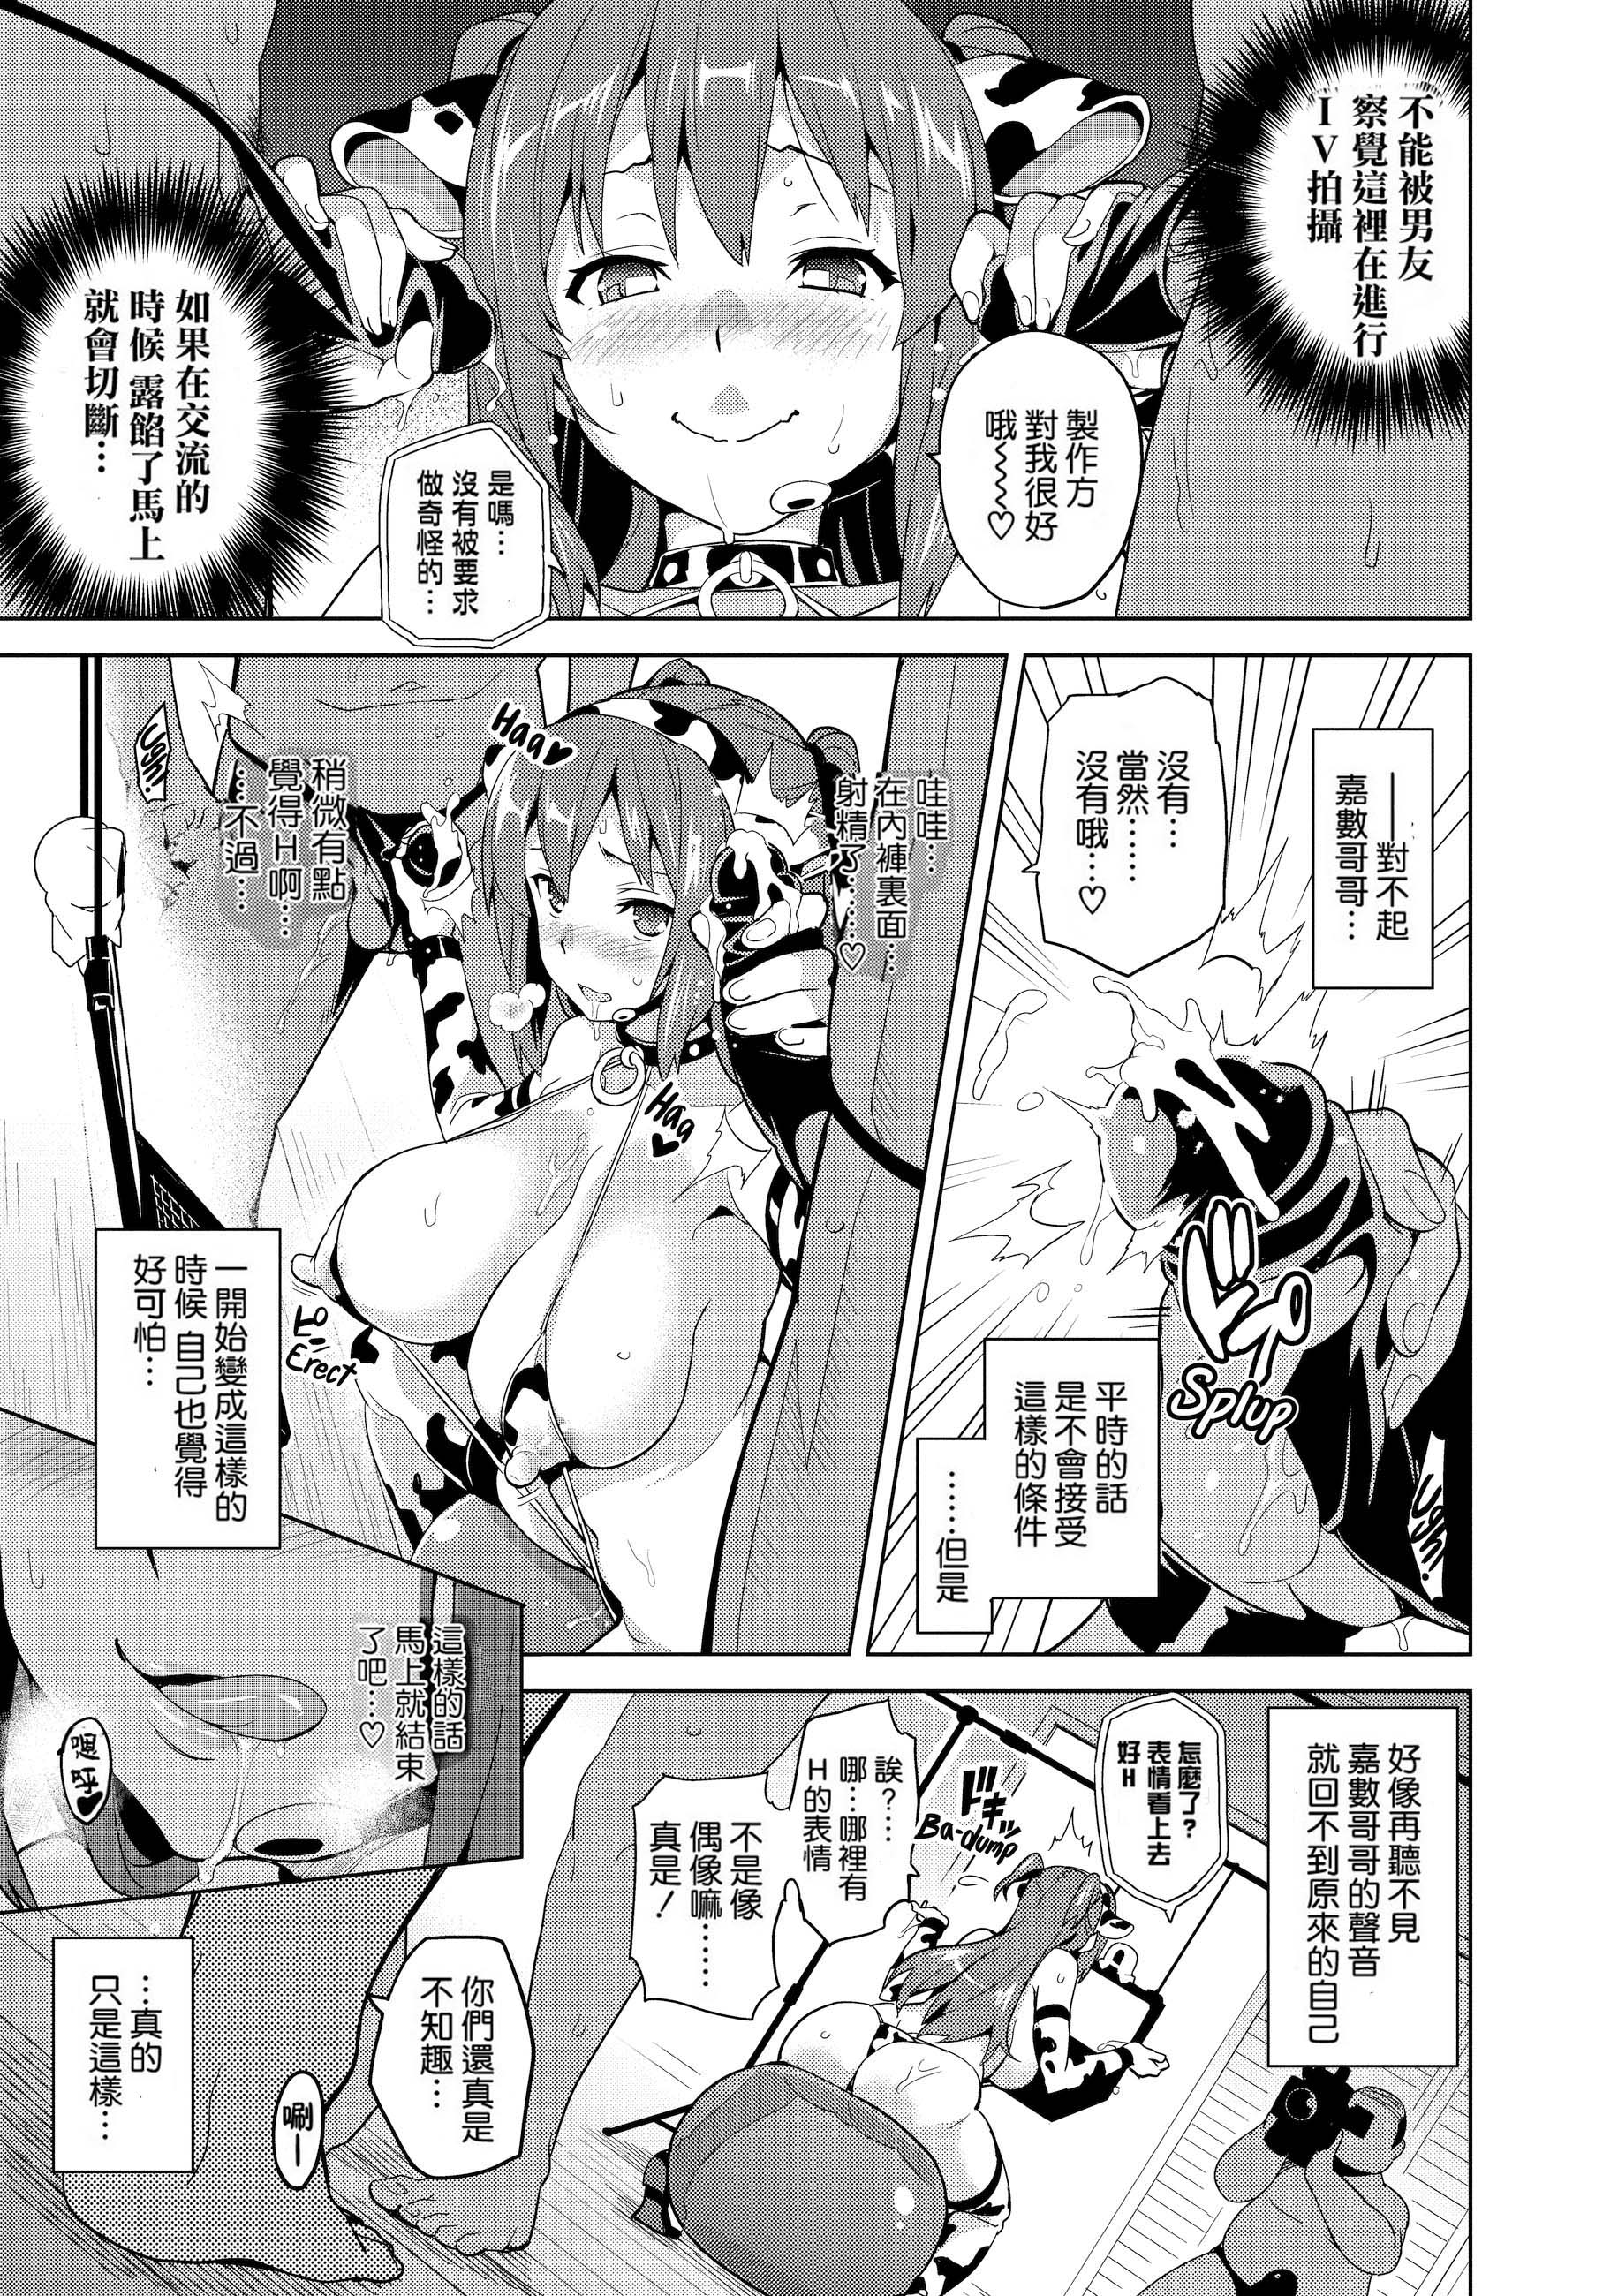 不能被男友
察覺這裡在進行
IV拍攝
製作方
對我很好
哦~~~~♡
是嗎…
沒有被要求
做奇怪的…
如果在交流的
時候 露餡了馬上
就會切斷…
——對不起
嘉數哥哥…
沒有…
當然……
沒有哦…♡
ドピッ
Splup
平時的話
是不會接受
這樣的條件
……但是
哇哇…
在內褲裏面…
射精了……♡
Haa♥
Haa
♥
稍微有點
覺得H啊…
…不過…
ピン
Erect
一開始變成這樣的
時候 自己也覺得
好可怕…
這樣的話
馬上就結束
了吧…♡
嗯
呼
♥
好像再聽不見
嘉數哥哥的聲音
就回不到原來的自己
怎麼了?
表情看上去
好H
ドキッ
Ba-dump
誒?…
哪…哪裡有
H的表情
不是像
偶像嘛……
真是!
你們還真是
不知趣…
唰—
…真的
只是這樣…